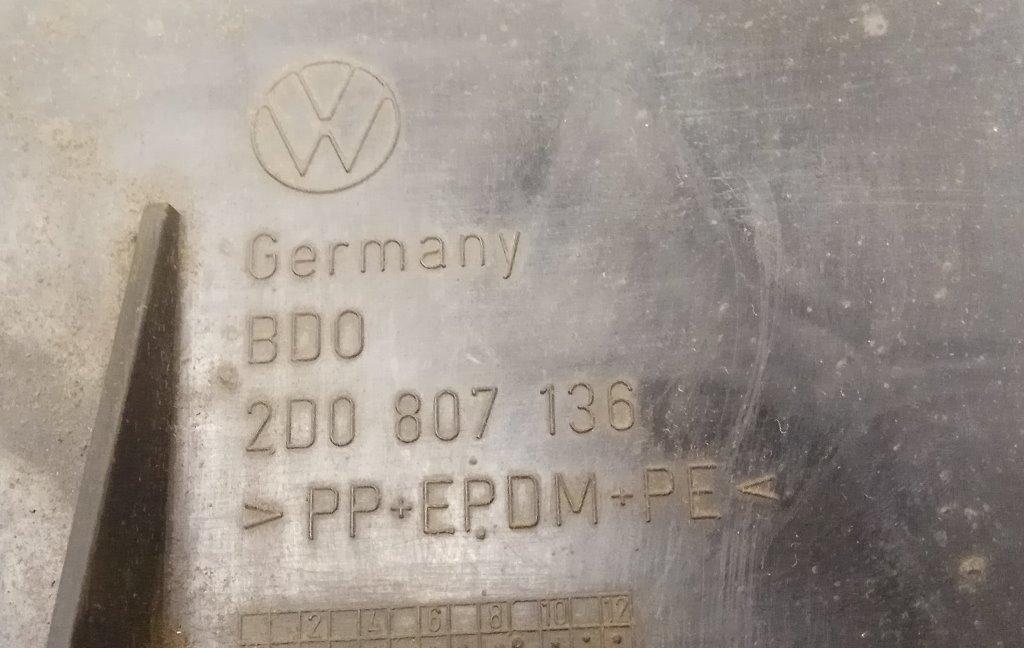 Germany
BDO
2D0 807 136
>PP+EPDM+PE<
2 4 6 8 10 12